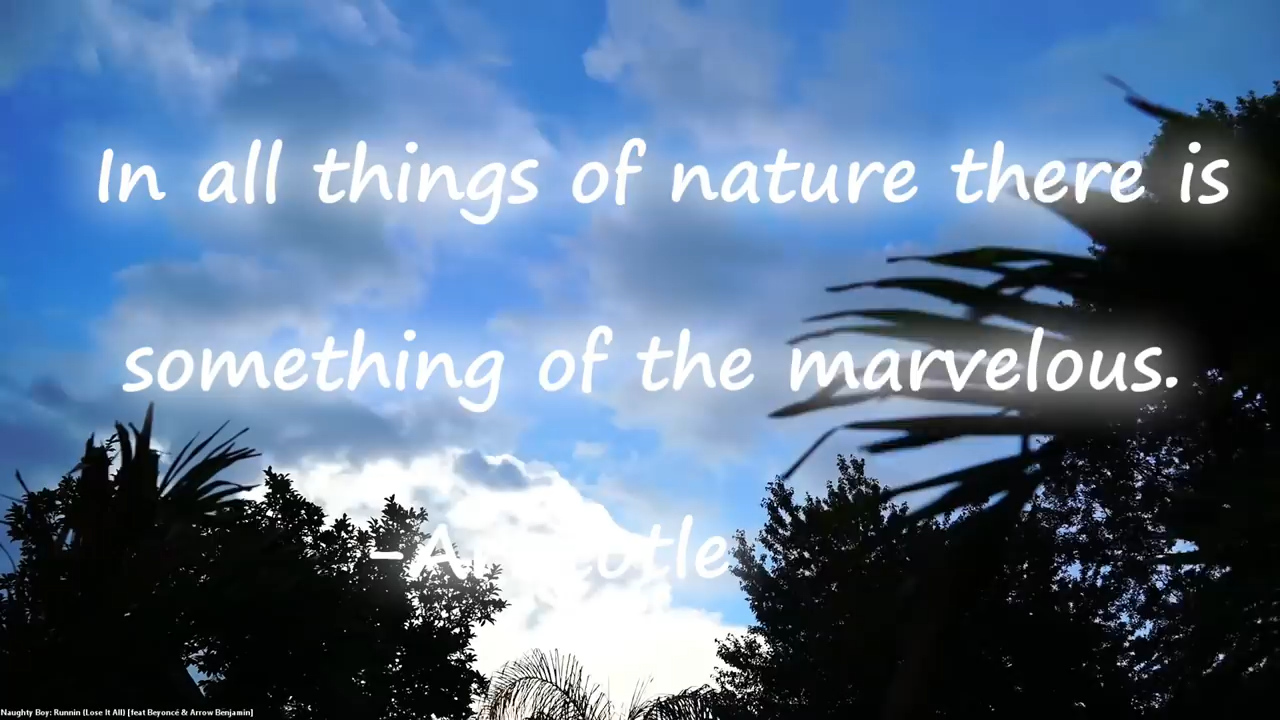 In all things of nature there is
something of the marvelous.
-Aristotle
Naughty Boy: Runnin (Lose It All) [feat Beyoncé & Arrow Benjamin]